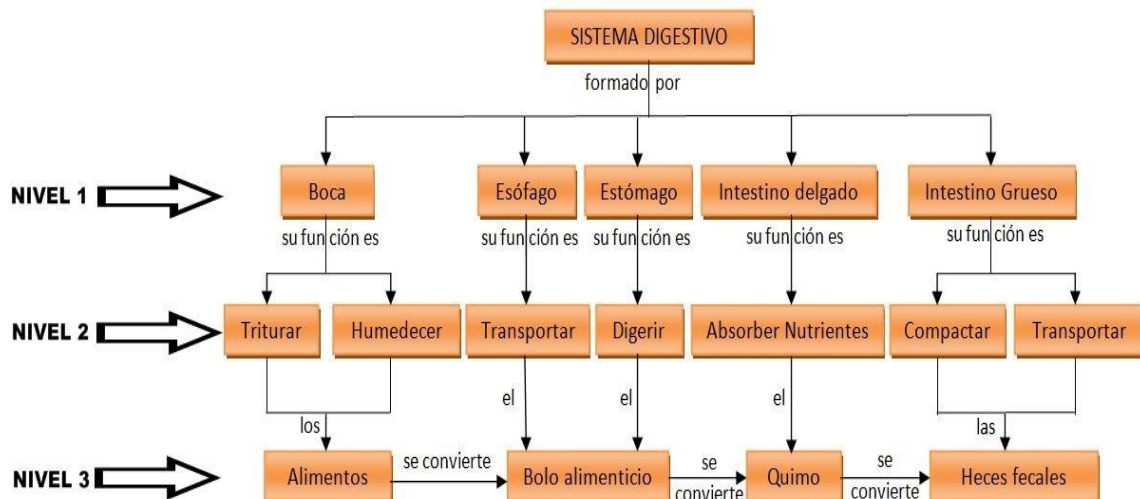 SISTEMA DIGESTIVO
formado por
NIVEL 1
Boca
Esófago
Estómago
Intestino delgado
Intestino Grueso
su función es
su función es
su función es
su función es
su función es
NIVEL 2
Triturar
Humedecer
Transportar
Digerir
Absorber Nutrientes
Compactar
Transportar
los
el
el
el
las
NIVEL 3
Alimentos
se convierte
Bolo alimenticio
se
convierte
Quimo
se
convierte
Heces fecales